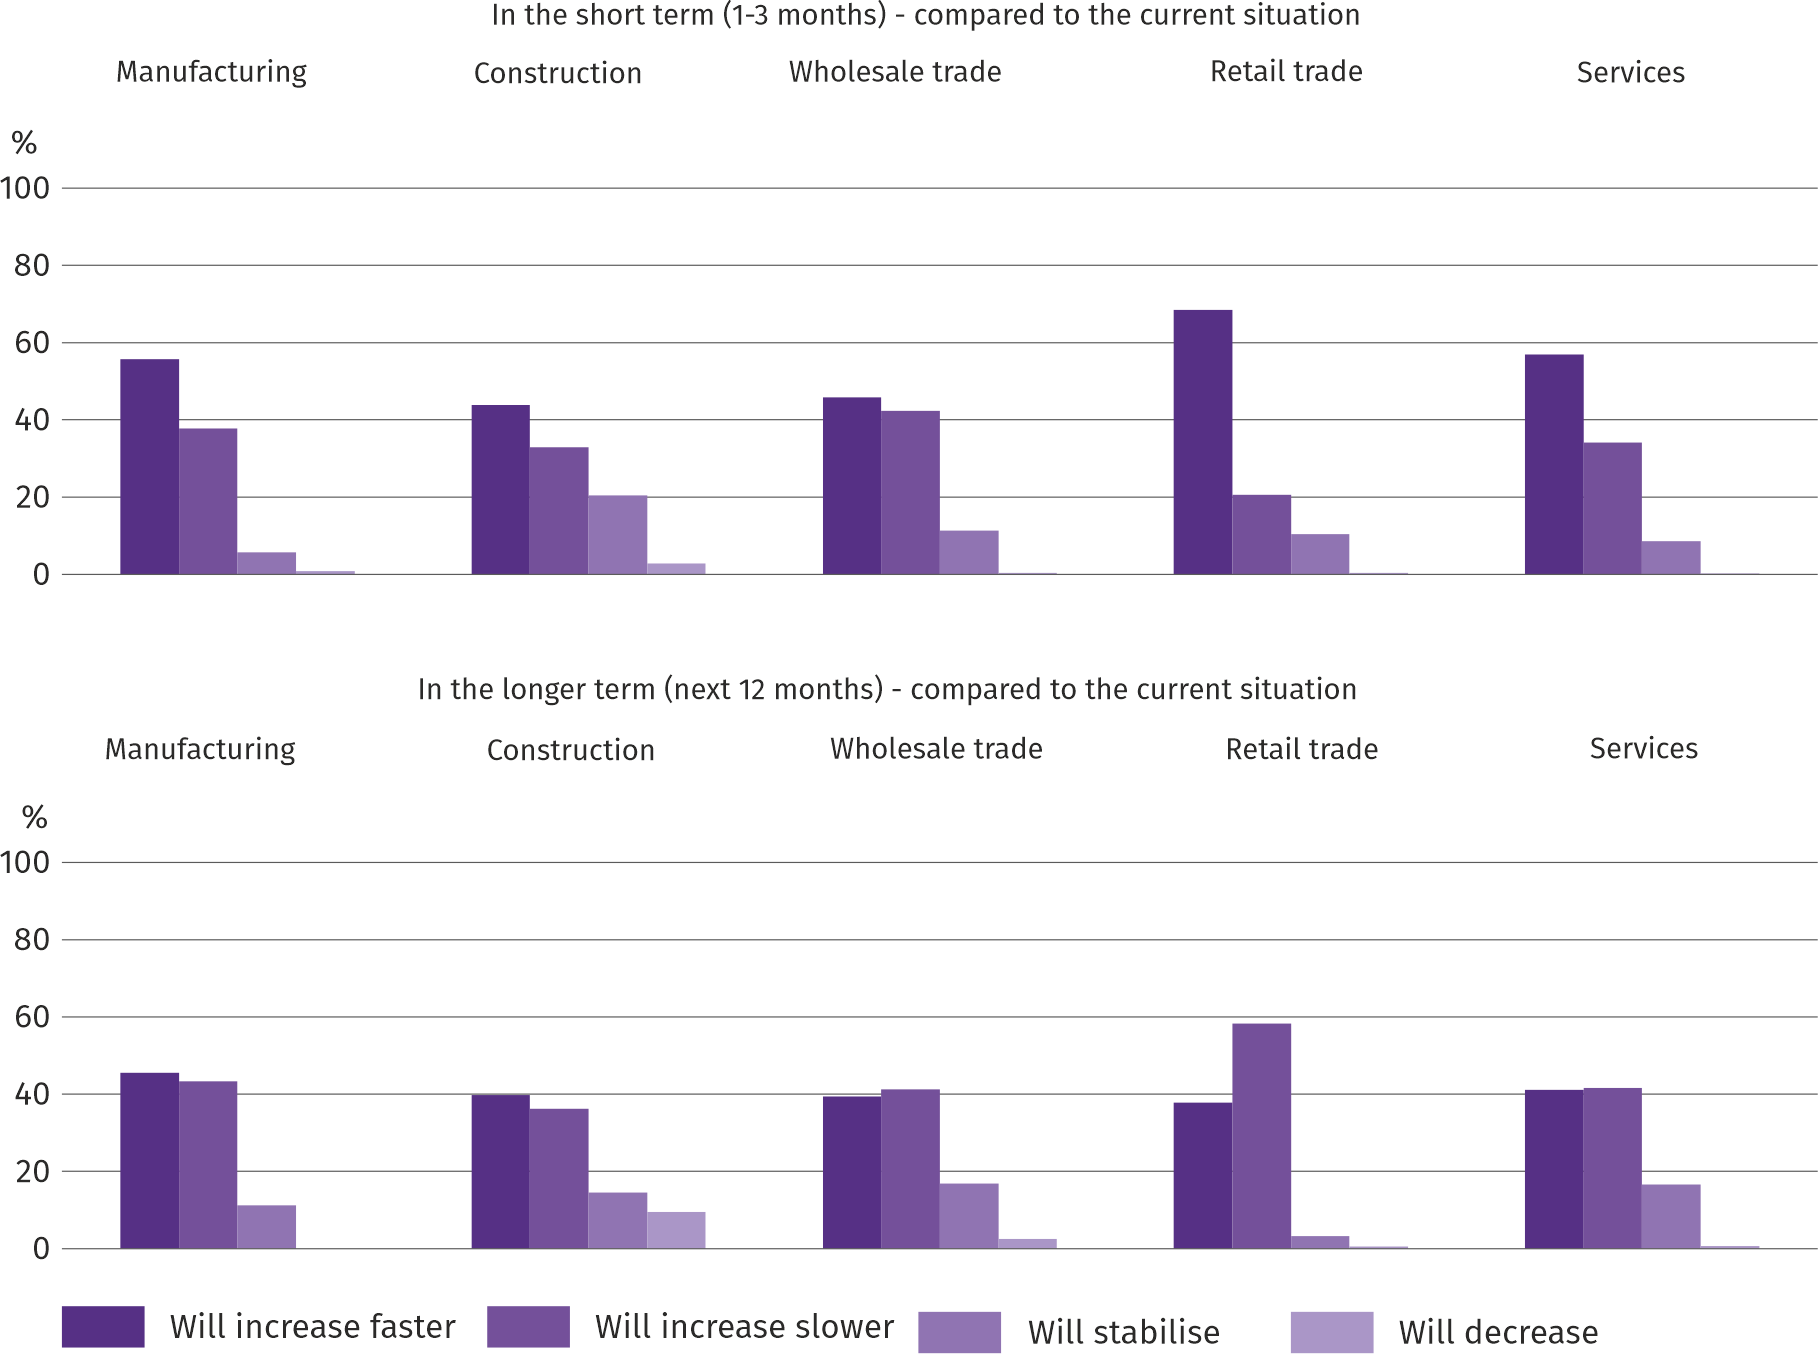 In the short term (1-3 months) - compared to the current situation
Manufacturing Construction Wholesale trade Retail trade Services
%
100
80
60
40
20
0
In the longer term (next 12 months) - compared to the current situation
Manufacturing Construction Wholesale trade Retail trade Services
%
100
80
60
40
20
0
Will increase faster Will increase slower Will stabilise Will decrease